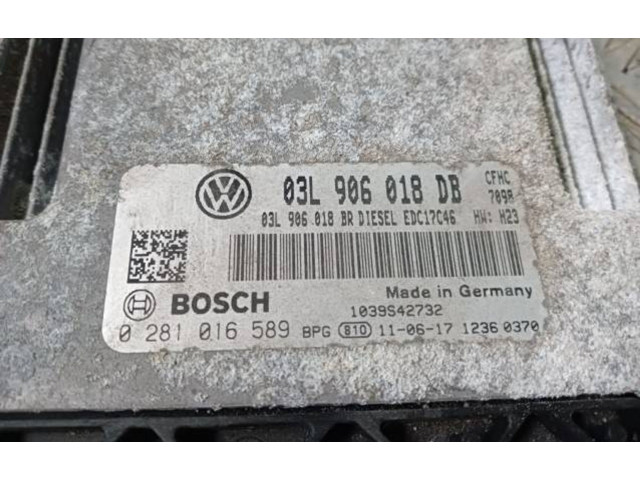 03L 906 018 DB CFHC
7098
03L 906 018 BR DIESEL EDC17C46 HW: H23
BOSCH
Made in Germany
1039S42732
0 281 016 589 BPG 810 11-06-17 1236 0370